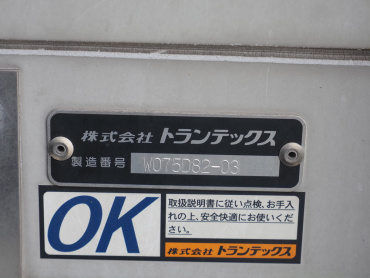 株式会社 トランテックス
製造番号 W075D82-03
OK
取扱説明書に従い点検、お手入
れの上、安全快適にお使いくだ
さい。
株式会社 トランテックス